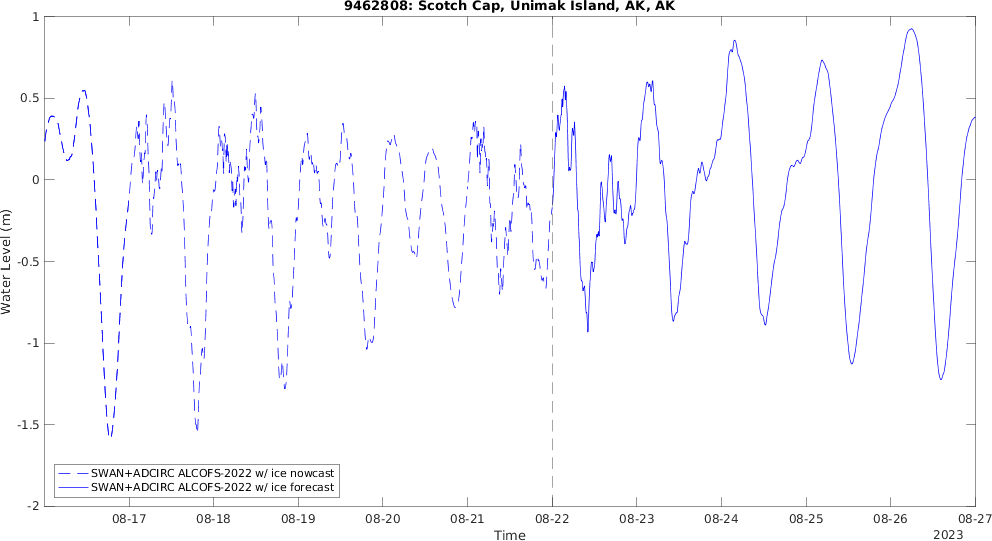 9462808: Scotch Cap, Unimak Island, AK, AK
Water Level (m)
1
0.5
0
-0.5
-1
-1.5
-2
SWAN+ADCIRC ALCOFS-2022 w/ ice nowcast
SWAN+ADCIRC ALCOFS-2022 w/ ice forecast
08-17 08-18 08-19 08-20 08-21 08-22 08-23 08-24 08-25 08-26 08-27
Time
2023